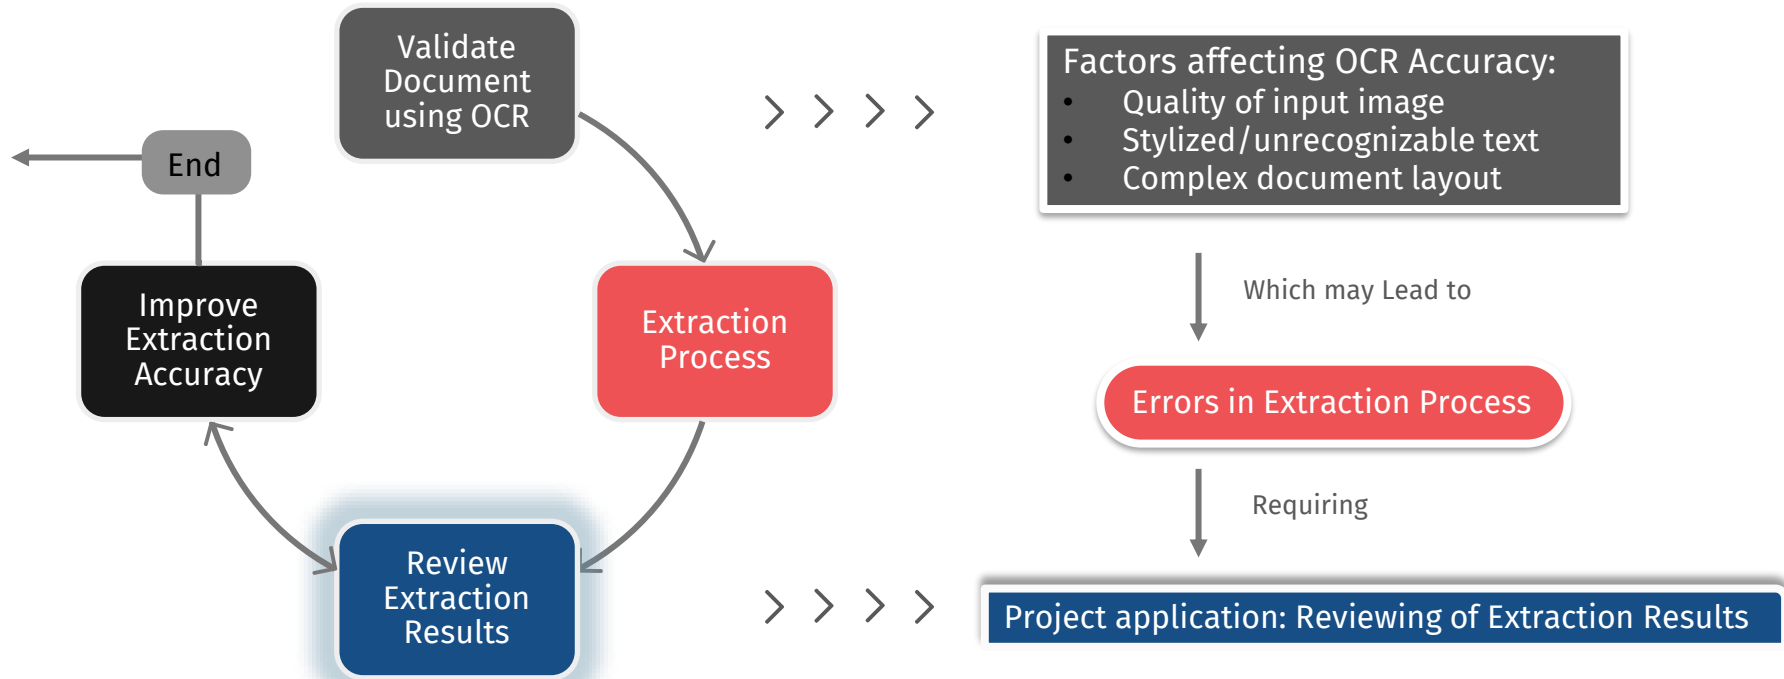 Validate
Document
using OCR
End
Improve
Extraction
Accuracy
Extraction
Process
Review
Extraction
Results
Factors affecting OCR Accuracy:
• Quality of input image
• Stylized/unrecognizable text
• Complex document layout
Which may Lead to
Errors in Extraction Process
Requiring
Project application: Reviewing of Extraction Results